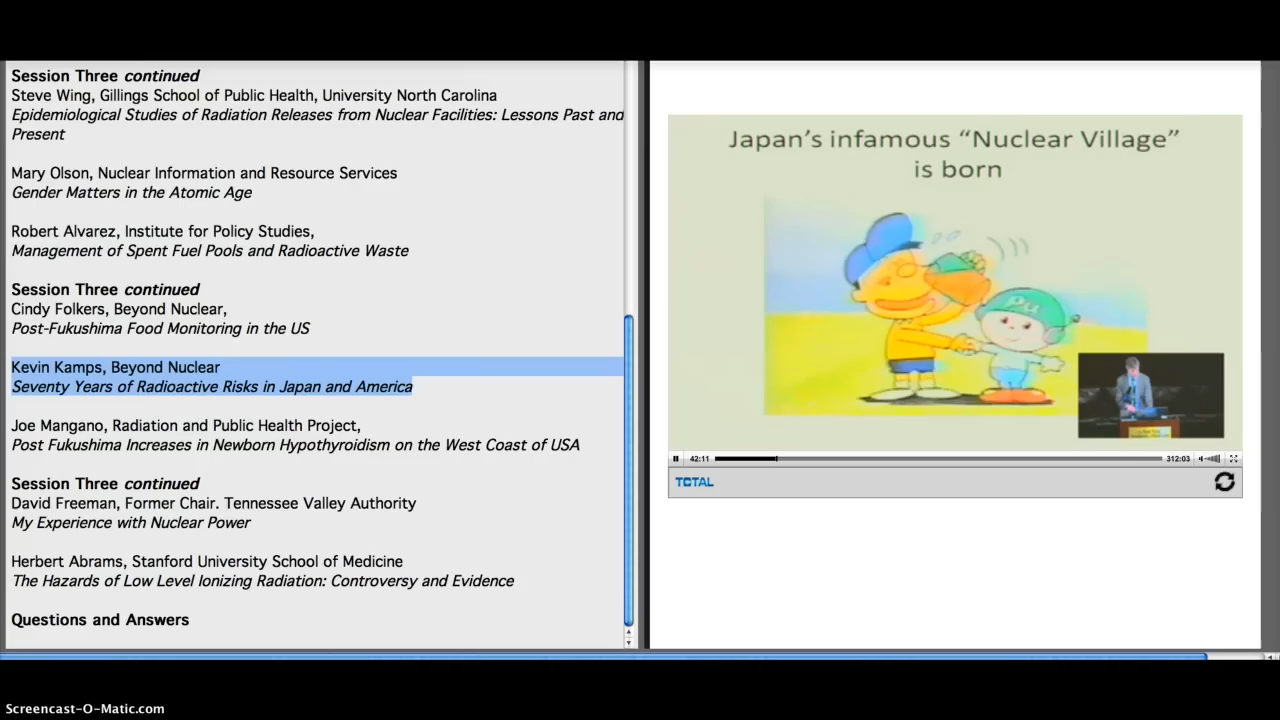 Session Three continued
Steve Wing, Gillings School of Public Health, University North Carolina
Epidemiological Studies of Radiation Releases from Nuclear Facilities: Lessons Past and
Present
Mary Olson, Nuclear Information and Resource Services
Gender Matters in the Atomic Age
Robert Alvarez, Institute for Policy Studies,
Management of Spent Fuel Pools and Radioactive Waste
Session Three continued
Cindy Folkers, Beyond Nuclear,
Post-Fukushima Food Monitoring in the US
Kevin Kamps, Beyond Nuclear
Seventy Years of Radioactive Risks in Japan and America
Joe Mangano, Radiation and Public Health Project,
Post Fukushima Increases in Newborn Hypothyroidism on the West Coast of USA
Session Three continued
David Freeman, Former Chair. Tennessee Valley Authority
My Experience with Nuclear Power
Herbert Abrams, Stanford University School of Medicine
The Hazards of Low Level Ionizing Radiation: Controversy and Evidence
Questions and Answers
Japan's infamous "Nuclear Village"
is born
Pu
42:11
312:03
TOTAL
Screencast-O-Matic.com